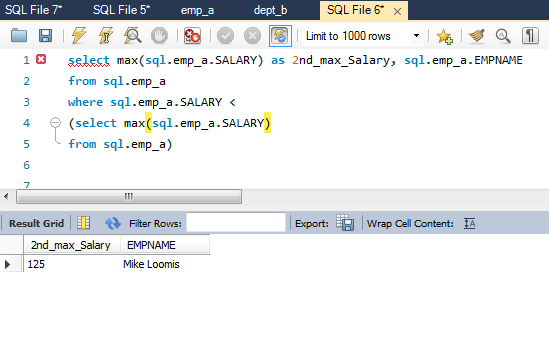 SQL File 7* SQL File 5* emp_a dept_b SQL File 6* ×
Limit to 1000 rows
1 select max(sql.emp_a.SALARY) as 2nd_max_Salary, sql.emp_a.EMPNAME
2 from sql.emp_a
3 where sql.emp_a.SALARY <
4 (select max(sql.emp_a.SALARY)
5 from sql.emp_a)
6
7
Result Grid Filter Rows: Export: Wrap Cell Content:
2nd_max_Salary EMPNAME
125 Mike Loomis